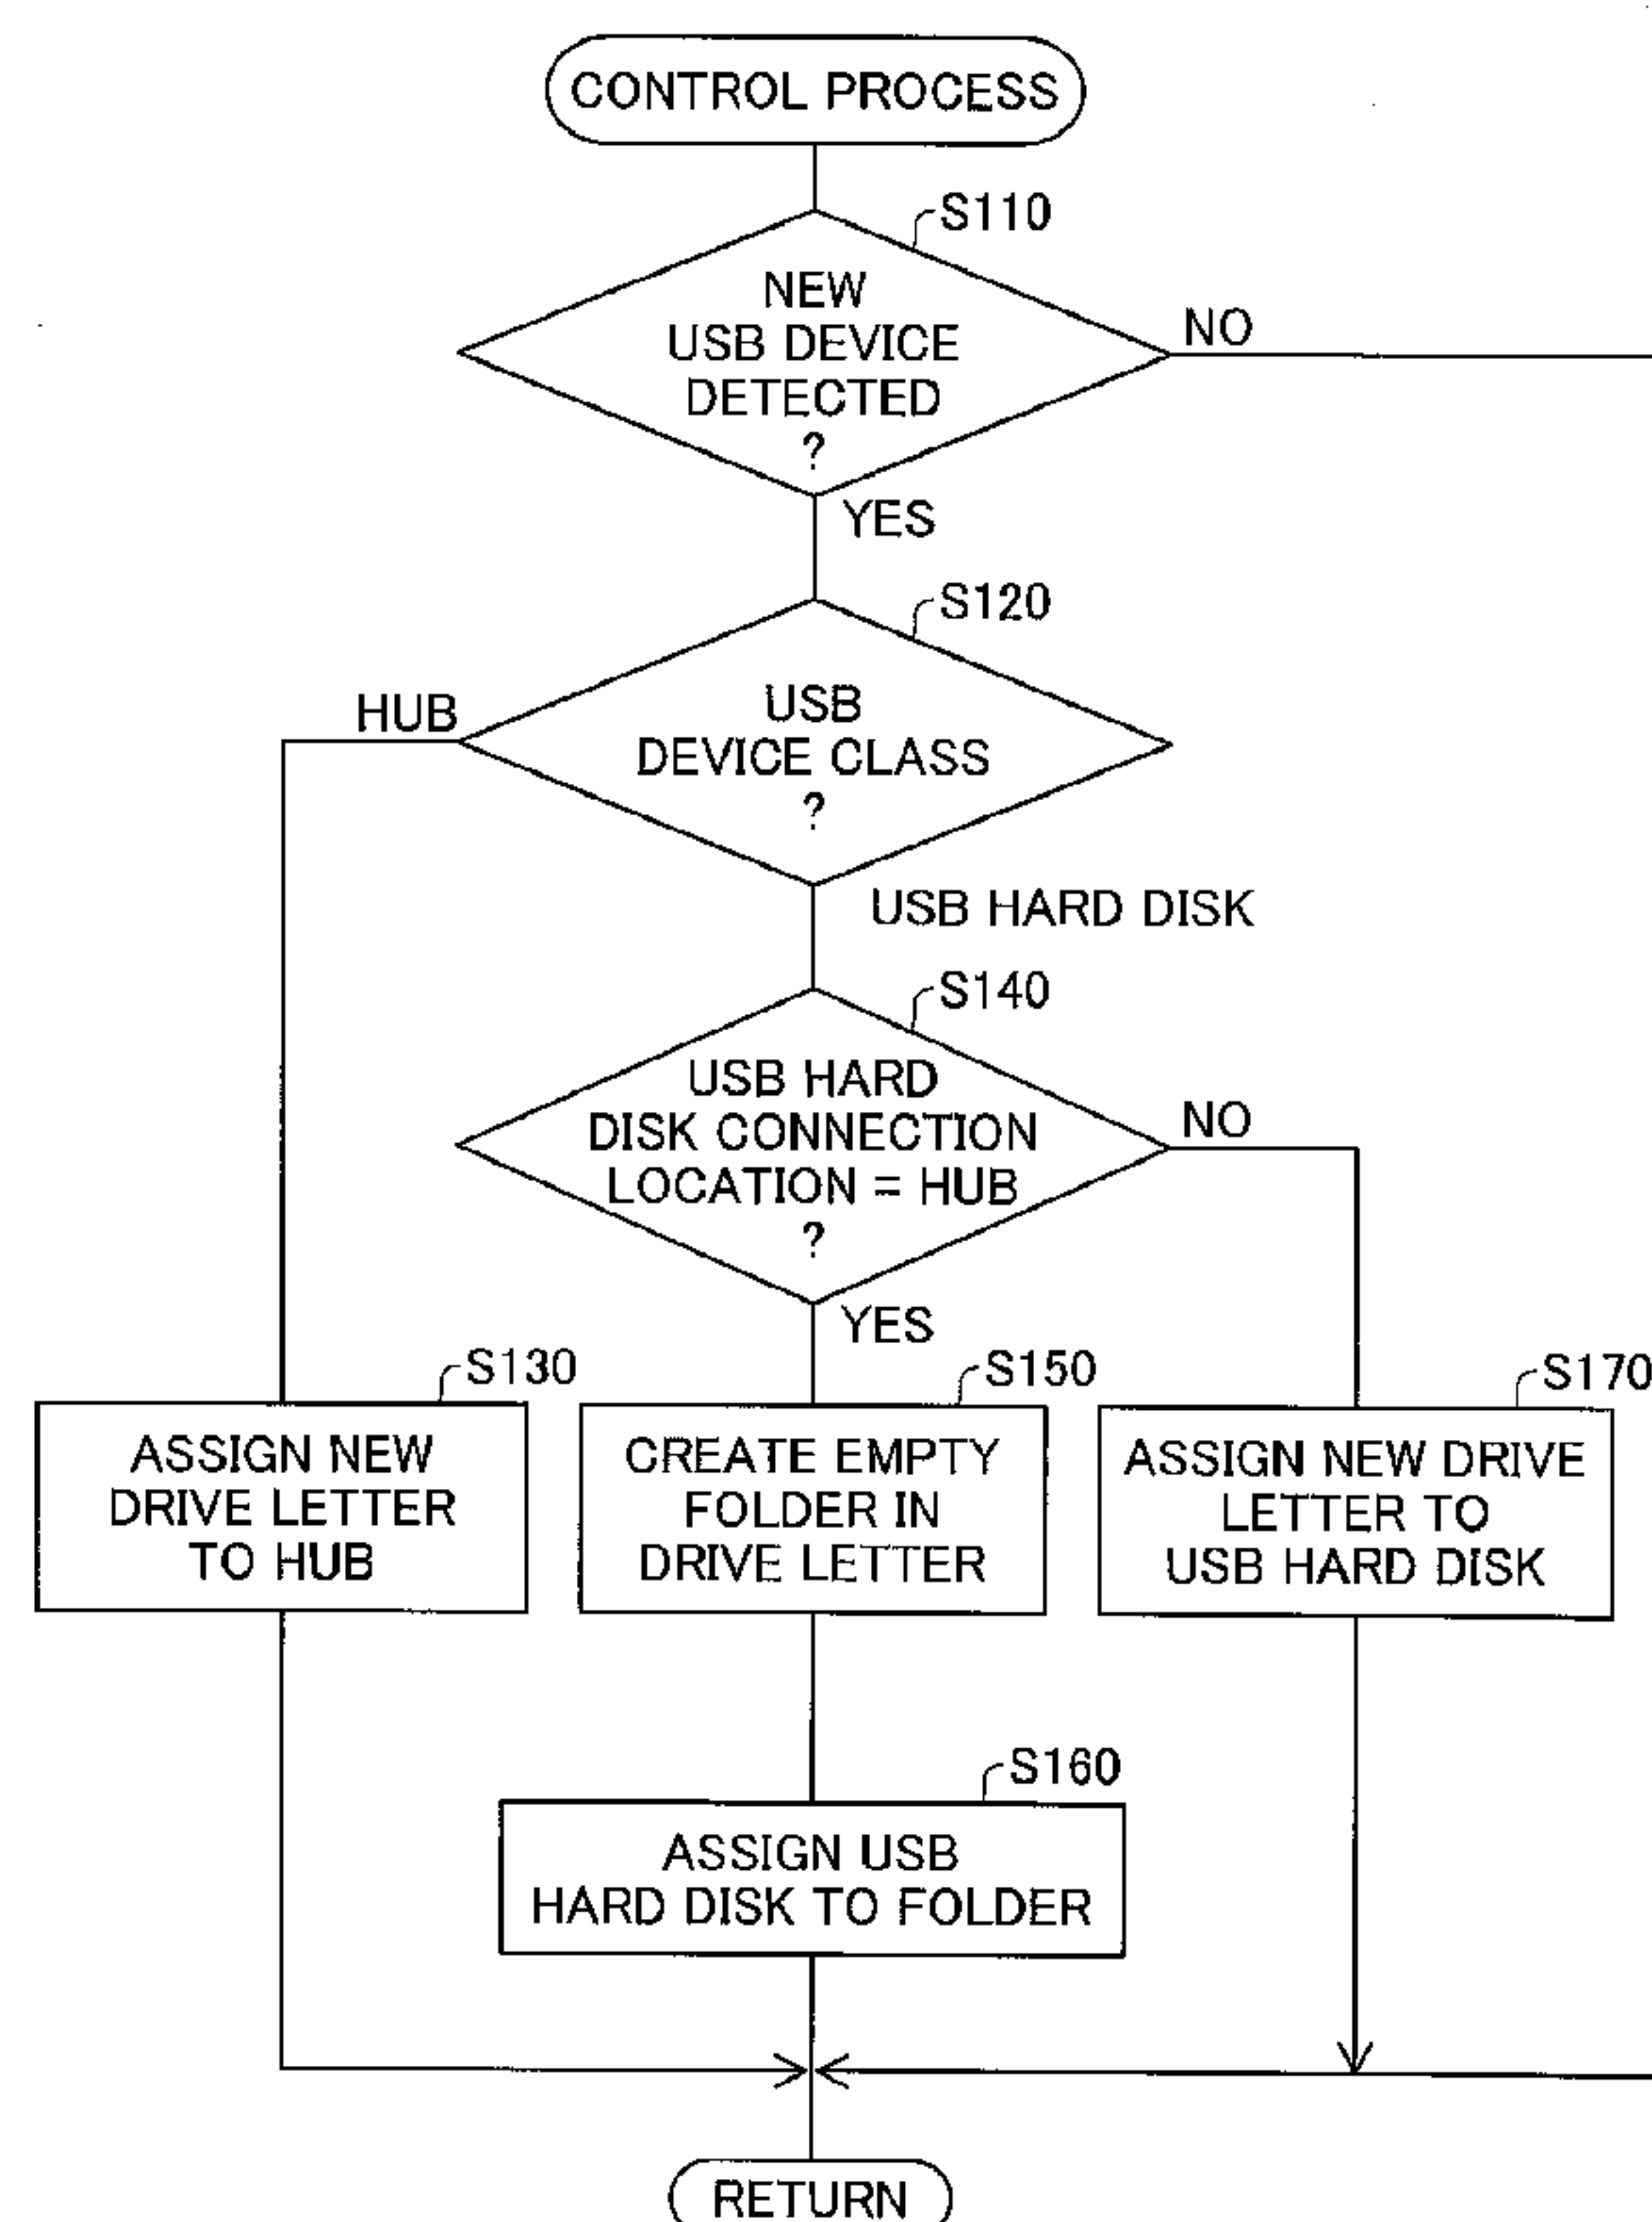 CONTROL PROCESS
S110
NEW
USB DEVICE
DETECTED
?
NO
YES
S120
HUB
USB
DEVICE CLASS
?
USB HARD DISK
S140
USB HARD
DISK CONNECTION
LOCATION = HUB
?
NO
YES
S130
ASSIGN NEW
DRIVE LETTER
TO HUB
S150
CREATE EMPTY
FOLDER IN
DRIVE LETTER
S170
ASSIGN NEW DRIVE
LETTER TO
USB HARD DISK
S160
ASSIGN USB
HARD DISK TO FOLDER
RETURN